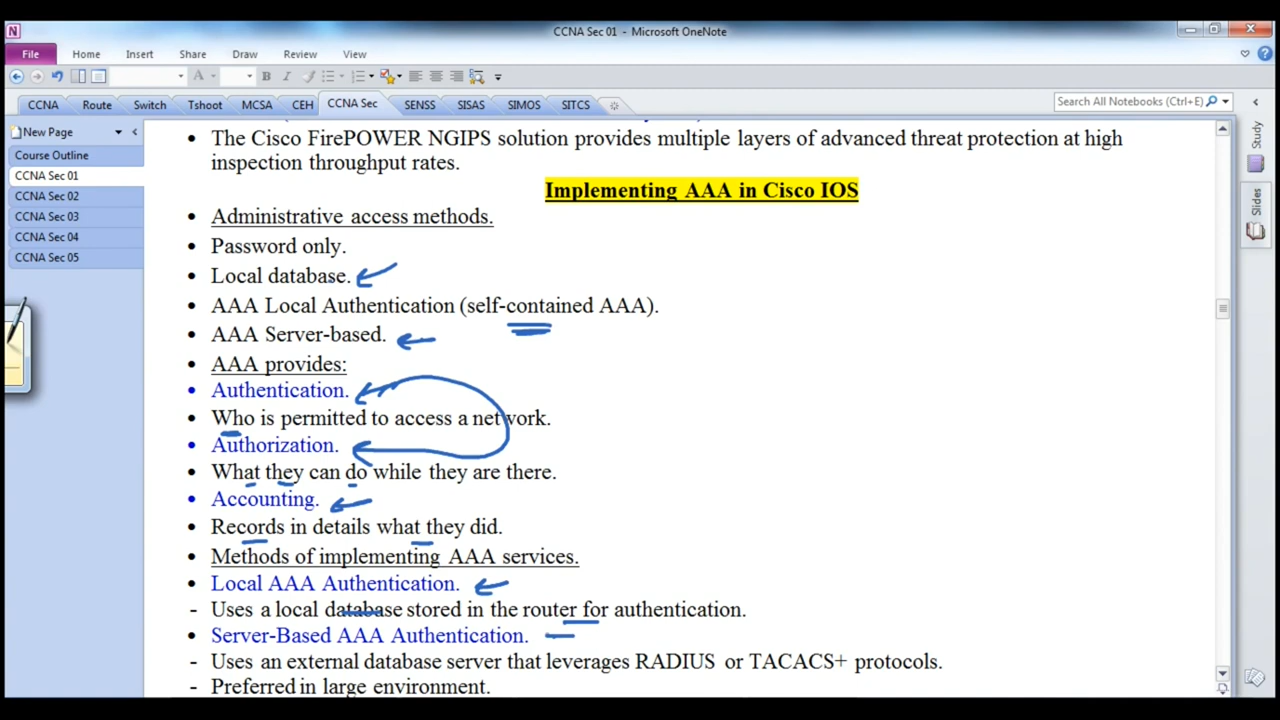 CCNA Sec 01 - Microsoft OneNote
File Home Insert Share Draw Review View
CCNA Route Switch Tshoot MCSA CEH CCNA Sec SENSS SISAS SIMOS SITCS
Search All Notebooks (Ctrl+E)
New Page
Course Outline
CCNA Sec 01
CCNA Sec 02
CCNA Sec 03
CCNA Sec 04
CCNA Sec 05
Study
Slides
• The Cisco FirePOWER NGIPS solution provides multiple layers of advanced threat protection at high
inspection throughput rates.
Implementing AAA in Cisco IOS
• Administrative access methods.
• Password only.
• Local database.
• AAA Local Authentication (self-contained AAA).
• AAA Server-based.
• AAA provides:
• Authentication.
• Who is permitted to access a network.
• Authorization.
• What they can do while they are there.
• Accounting.
• Records in details what they did.
• Methods of implementing AAA services.
• Local AAA Authentication.
- Uses a local database stored in the router for authentication.
• Server-Based AAA Authentication.
- Uses an external database server that leverages RADIUS or TACACS+ protocols.
- Preferred in large environment.